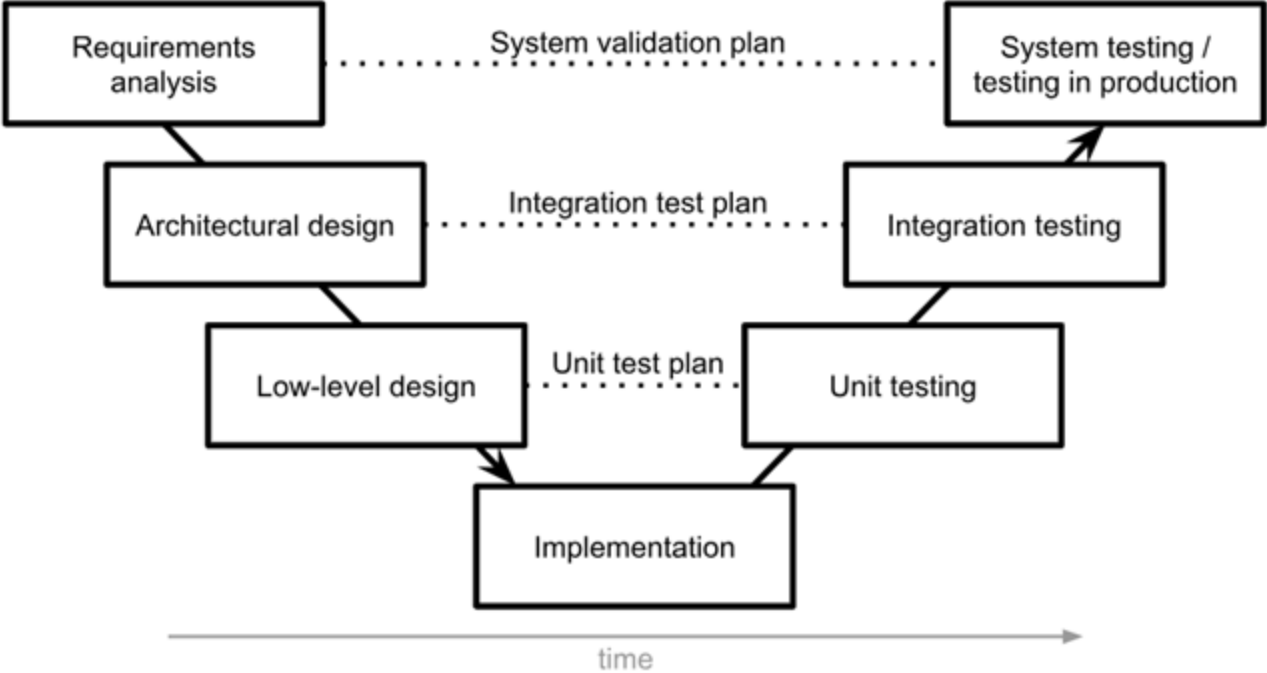 Requirements
analysis
System validation plan
System testing /
testing in production
Architectural design
Integration test plan
Integration testing
Low-level design
Unit test plan
Unit testing
Implementation
time